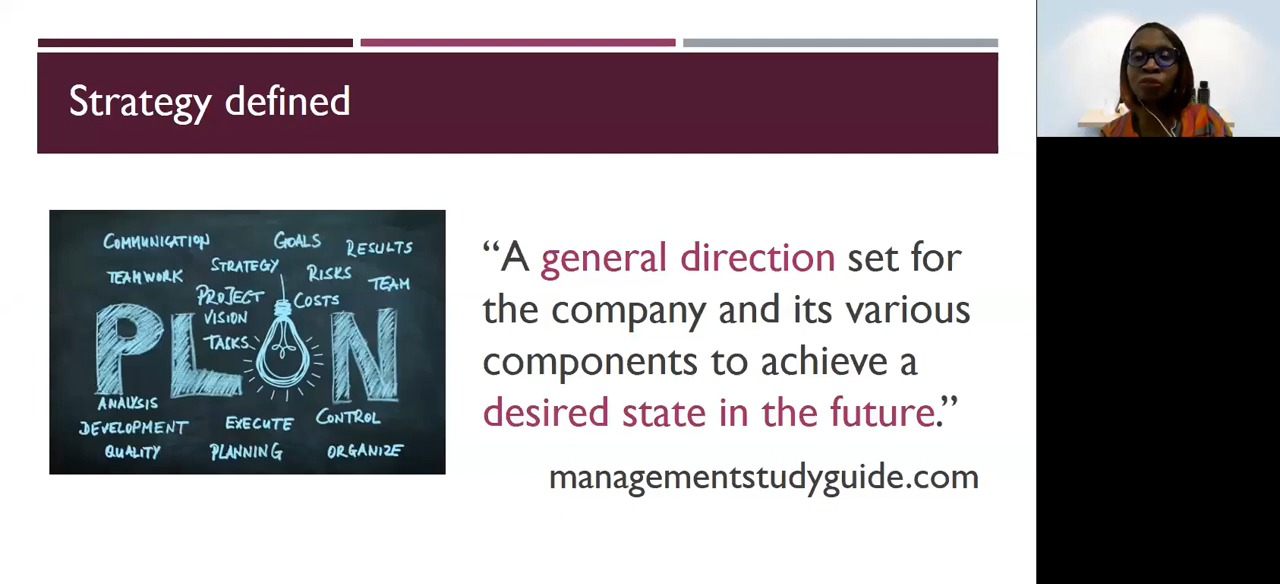 Strategy defined
COMMUNICATION
GOALS
RESULTS
TEAMWORK
STRATEGY
RISKS
TEAM
PROJECT
COSTS
VISION
TASKS
PLAN
ANALYSIS
DEVELOPMENT
EXECUTE
CONTROL
QUALITY
PLANNING
ORGANIZE
“A general direction set for
the company and its various
components to achieve a
desired state in the future.”
managementstudyguide.com